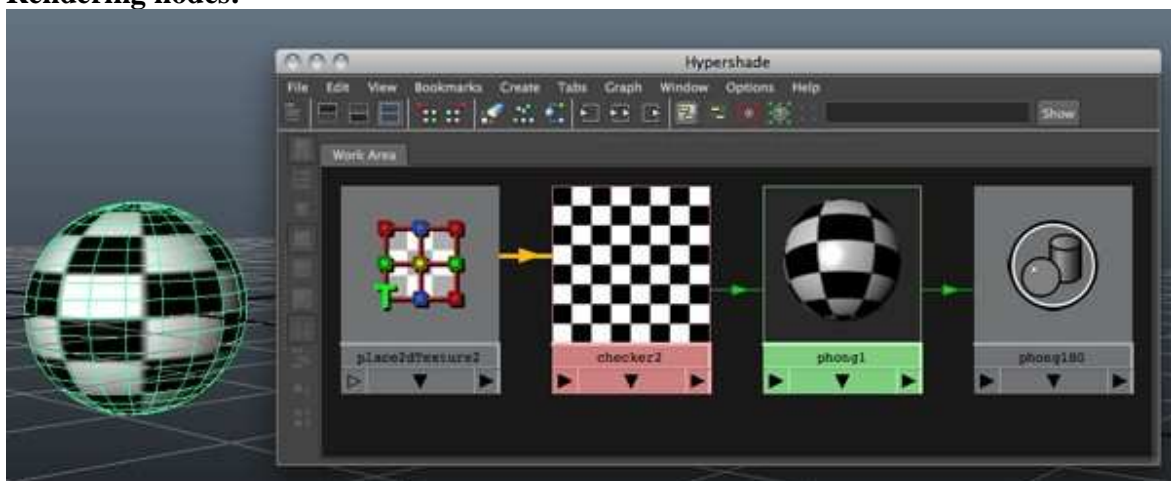 Rendering nodes:
Hypershade
File Edit View Bookmarks Create Tabs Graph Window Options Help
Show
Work Area
place2dTexture2 checker2 phong1 phong1SG
T